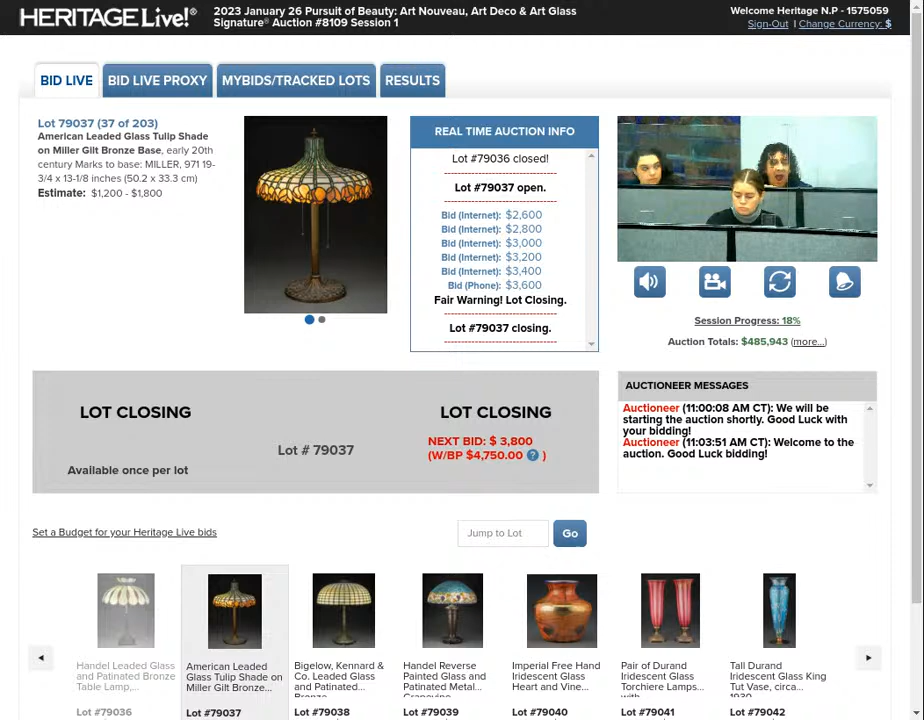 HERITAGE Live!®
2023 January 26 Pursuit of Beauty: Art Nouveau, Art Deco & Art Glass
Signature® Auction #8109 Session 1
Welcome Heritage N.P - 1575059
Sign-Out | Change Currency: $
BID LIVE
BID LIVE PROXY
MYBIDS/TRACKED LOTS
RESULTS
Lot 79037 (37 of 203)
American Leaded Glass Tulip Shade
on Miller Gilt Bronze Base, early 20th
century Marks to base: MILLER, 971 19-
3/4 x 13-1/8 inches (50.2 x 33.3 cm)
Estimate: $1,200 - $1,800
REAL TIME AUCTION INFO
Lot #79036 closed!
Lot #79037 open.
Bid (Internet): $2,600
Bid (Internet): $2,800
Bid (Internet): $3,000
Bid (Internet): $3,200
Bid (Internet): $3,400
Bid (Phone): $3,600
Fair Warning! Lot Closing.
Lot #79037 closing.
Session Progress: 18%
Auction Totals: $485,943 (more...)
LOT CLOSING
Available once per lot
Lot # 79037
LOT CLOSING
NEXT BID: $ 3,800
(W/BP $4,750.00 ? )
AUCTIONEER MESSAGES
Auctioneer (11:00:08 AM CT): We will be
starting the auction shortly. Good Luck with
your bidding!
Auctioneer (11:03:51 AM CT): Welcome to the
auction. Good Luck bidding!
Set a Budget for your Heritage Live bids
Jump to Lot
Go
Handel Leaded Glass
and Patinated Bronze
Table Lamp,...
Lot #79036
American Leaded
Glass Tulip Shade on
Miller Gilt Bronze...
Lot #79037
Bigelow, Kennard &
Co. Leaded Glass
and Patinated
Bronze...
Lot #79038
Handel Reverse
Painted Glass and
Patinated Metal
Grapevine...
Lot #79039
Imperial Free Hand
Iridescent Glass
Heart and Vine...
Lot #79040
Pair of Durand
Iridescent Glass
Torchiere Lamps
with...
Lot #79041
Tall Durand
Iridescent Glass King
Tut Vase, circa
1930...
Lot #79042